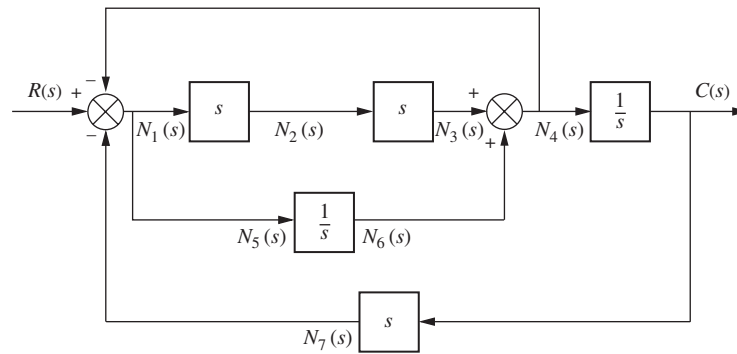 −
R(s) +
s
s
+
1/s
C(s)
−
N₁(s)
N₂(s)
N₃(s)
+
N₄(s)
1/s
N₅(s)
N₆(s)
s
N₇(s)